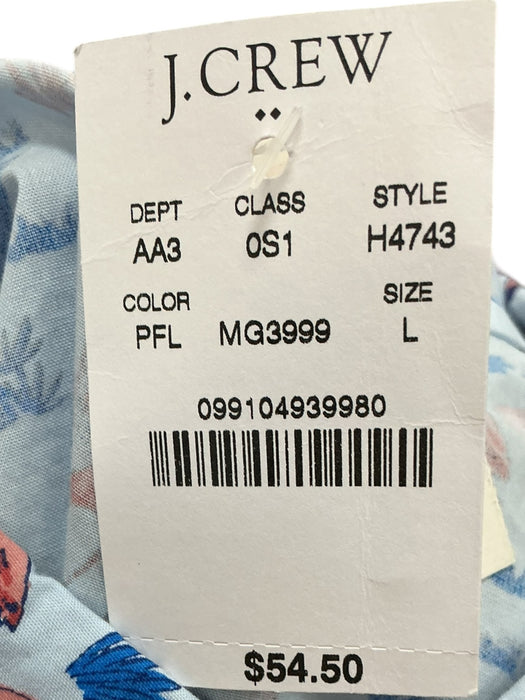 J.CREW
DEPT CLASS STYLE
AA3 0S1 H4743
COLOR SIZE
PFL MG3999 L
099104939980
$54.50